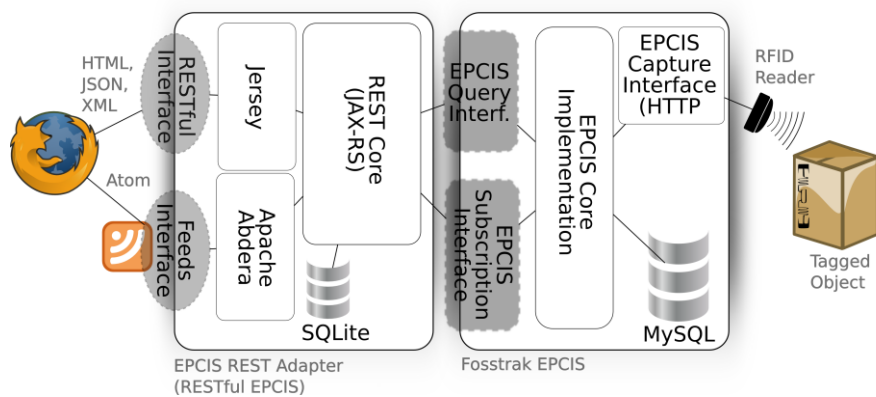 HTML,
JSON,
XML
Atom
RESTful
Interface
Feeds
Interface
Jersey
Apache
Abdera
REST Core
(JAX-RS)
SQLite
EPCIS REST Adapter
(RESTful EPCIS)
EPCIS
Query
Interf.
EPCIS
Subscription
Interface
EPCIS Core
Implementation
EPCIS
Capture
Interface
(HTTP
MySQL
Fosstrak EPCIS
RFID
Reader
Tagged
Object